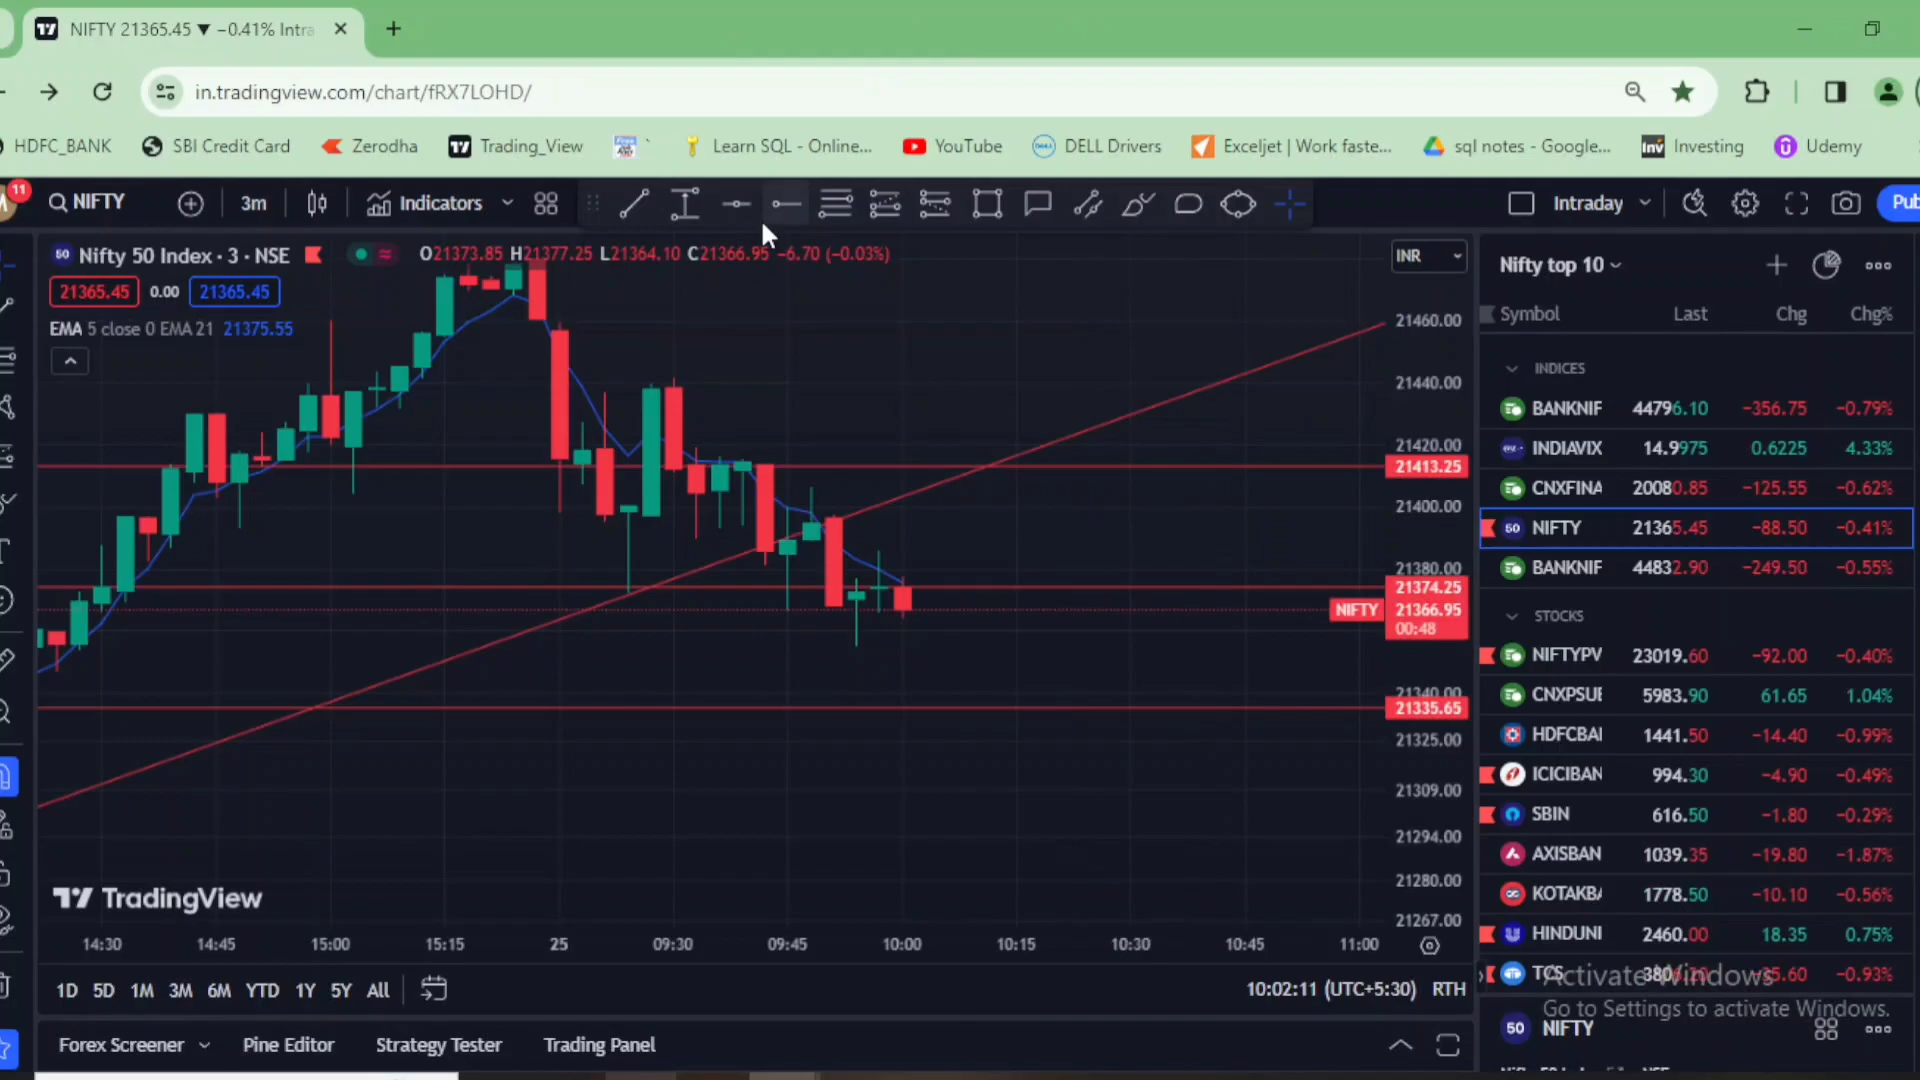 NIFTY 21365.45 ▼ −0.41% Intra
in.tradingview.com/chart/fRX7LOHD/
HDFC_BANK SBI Credit Card Zerodha Trading_View ` Learn SQL - Online... YouTube DELL Drivers Exceljet | Work faste... sql notes - Google... Investing Udemy
11 NIFTY 3m Indicators Intraday Pub
Nifty 50 Index · 3 · NSE O21373.85 H21377.25 L21364.10 C21366.95 −6.70 (−0.03%) INR
21365.45 0.00 21365.45
EMA 5 close 0 EMA 21 21375.55
21460.00
21440.00
21420.00
21413.25
21400.00
21380.00
21374.25
NIFTY 21366.95
00:48
21340.00
21335.65
21325.00
21309.00
21294.00
21280.00
21267.00
TradingView
14:30 14:45 15:00 15:15 25 09:30 09:45 10:00 10:15 10:30 10:45 11:00
1D 5D 1M 3M 6M YTD 1Y 5Y All 10:02:11 (UTC+5:30) RTH
Forex Screener Pine Editor Strategy Tester Trading Panel
Nifty top 10
Symbol Last Chg Chg%
INDICES
BANKNIF 44796.10 −356.75 −0.79%
INDIAVIX 14.9975 0.6225 4.33%
CNXFINA 20080.85 −125.55 −0.62%
NIFTY 21365.45 −88.50 −0.41%
BANKNIF 44832.90 −249.50 −0.55%
STOCKS
NIFTYPV 23019.60 −92.00 −0.40%
CNXPSUE 5983.90 61.65 1.04%
HDFCBAI 1441.50 −14.40 −0.99%
ICICIBAN 994.30 −4.90 −0.49%
SBIN 616.50 −1.80 −0.29%
AXISBAN 1039.35 −19.80 −1.87%
KOTAKBA 1778.50 −10.10 −0.56%
HINDUNI 2460.00 18.35 0.75%
TCS 3806.20 −35.60 −0.93%
Activate Windows
Go to Settings to activate Windows.
50 NIFTY